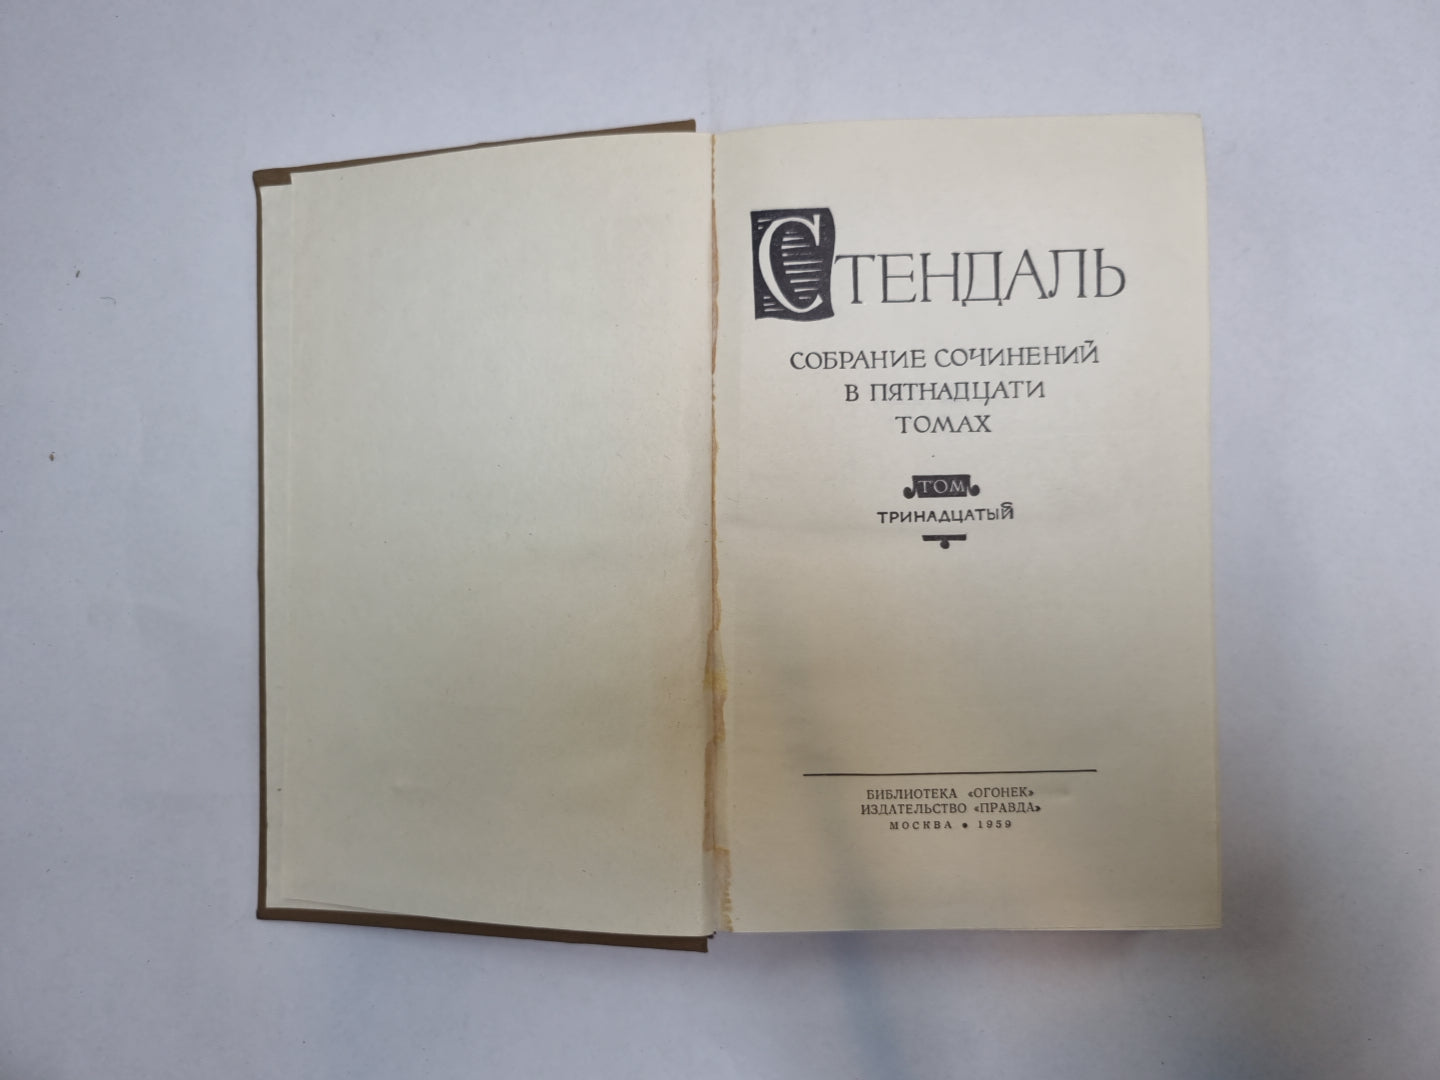 СТЕНДАЛЬ
СОБРАНИЕ СОЧИНЕНИЙ
В ПЯТНАДЦАТИ
ТОМАХ
ТОМ
ТРИНАДЦАТЫЙ
БИБЛИОТЕКА «ОГОНЕК»
ИЗДАТЕЛЬСТВО «ПРАВДА»
МОСКВА • 1959